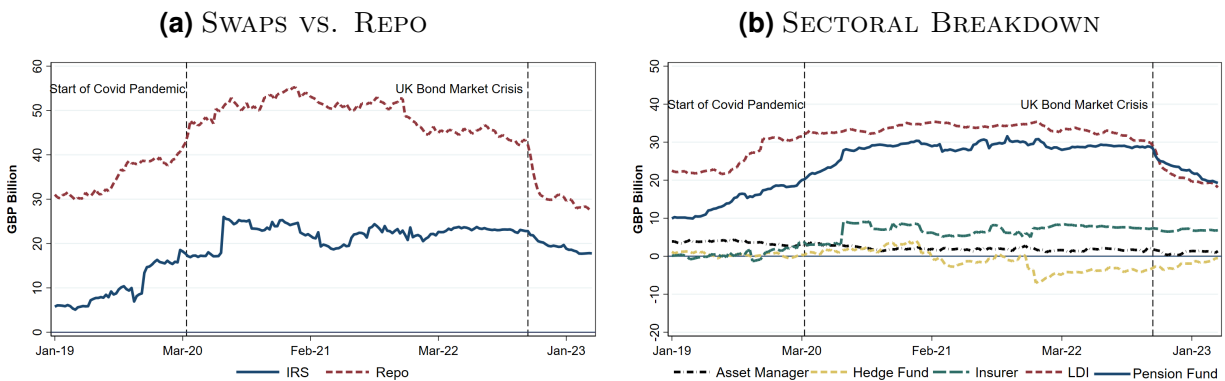 (a) SWAPS VS. REPO
60
50
40
30
20
10
0
GBP Billion
Start of Covid Pandemic
UK Bond Market Crisis
Jan-19 Mar-20 Feb-21 Mar-22 Jan-23
IRS Repo
(b) SECTORAL BREAKDOWN
50
40
30
20
10
0
-10
-20
GBP Billion
Start of Covid Pandemic
UK Bond Market Crisis
Jan-19 Mar-20 Feb-21 Mar-22 Jan-23
Asset Manager Hedge Fund Insurer LDI Pension Fund